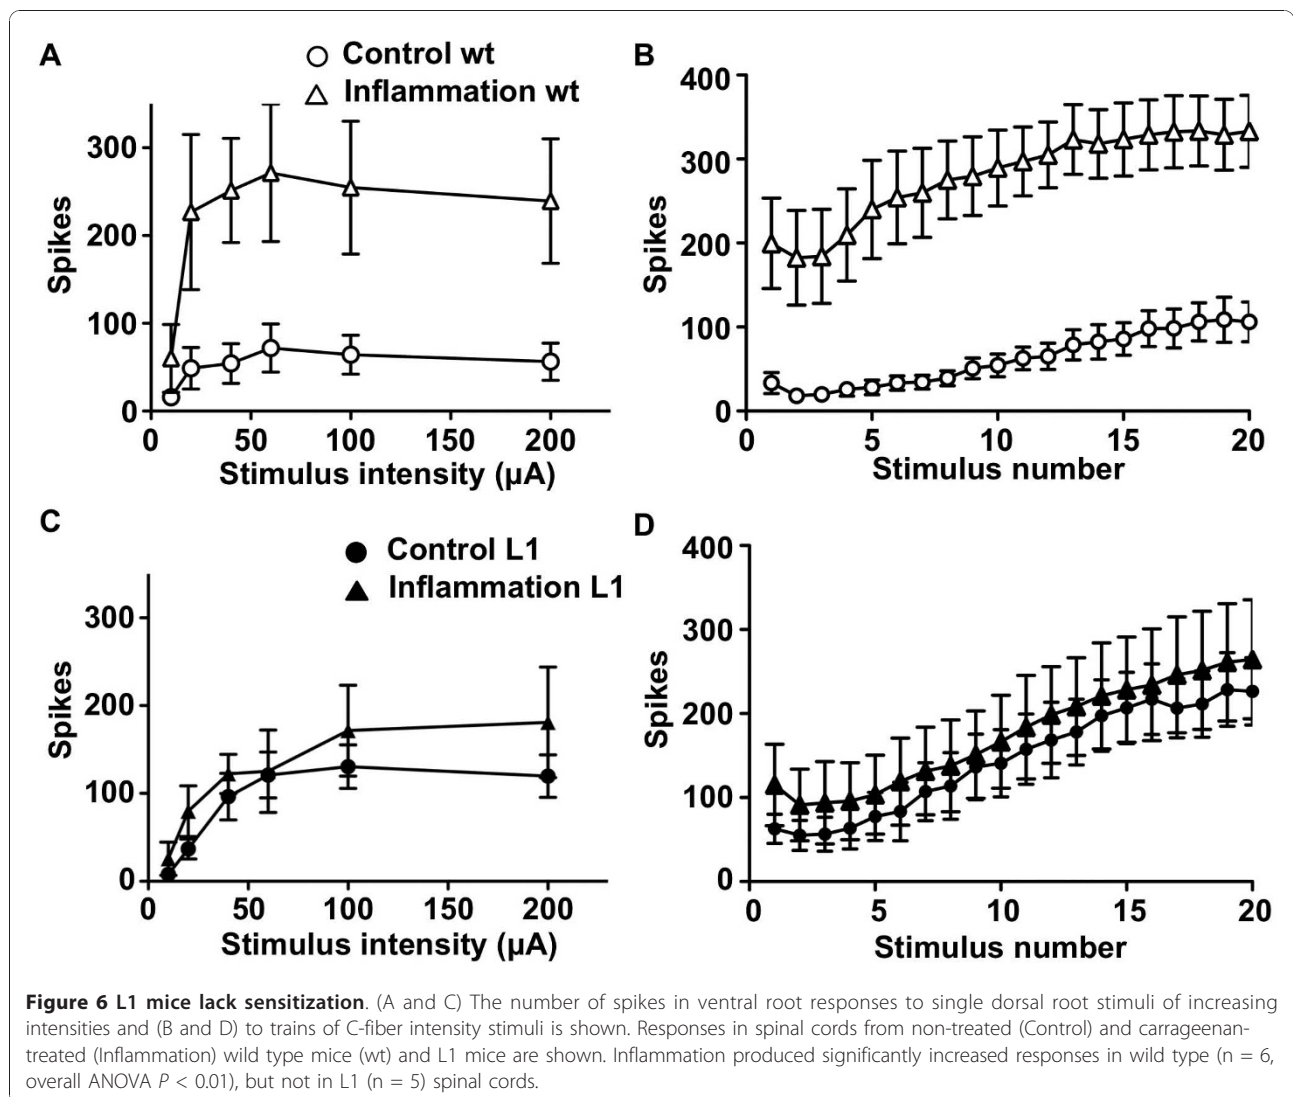 A
Control wt
Inflammation wt
Spikes
300
200
100
0
0 50 100 150 200
Stimulus intensity (µA)
B
Spikes
400
300
200
100
0
0 5 10 15 20
Stimulus number
C
Control L1
Inflammation L1
Spikes
300
200
100
0
0 50 100 150 200
Stimulus intensity (µA)
D
Spikes
400
300
200
100
0
0 5 10 15 20
Stimulus number
Figure 6 L1 mice lack sensitization. (A and C) The number of spikes in ventral root responses to single dorsal root stimuli of increasing
intensities and (B and D) to trains of C-fiber intensity stimuli is shown. Responses in spinal cords from non-treated (Control) and carrageenan-
treated (Inflammation) wild type mice (wt) and L1 mice are shown. Inflammation produced significantly increased responses in wild type (n = 6,
overall ANOVA P < 0.01), but not in L1 (n = 5) spinal cords.